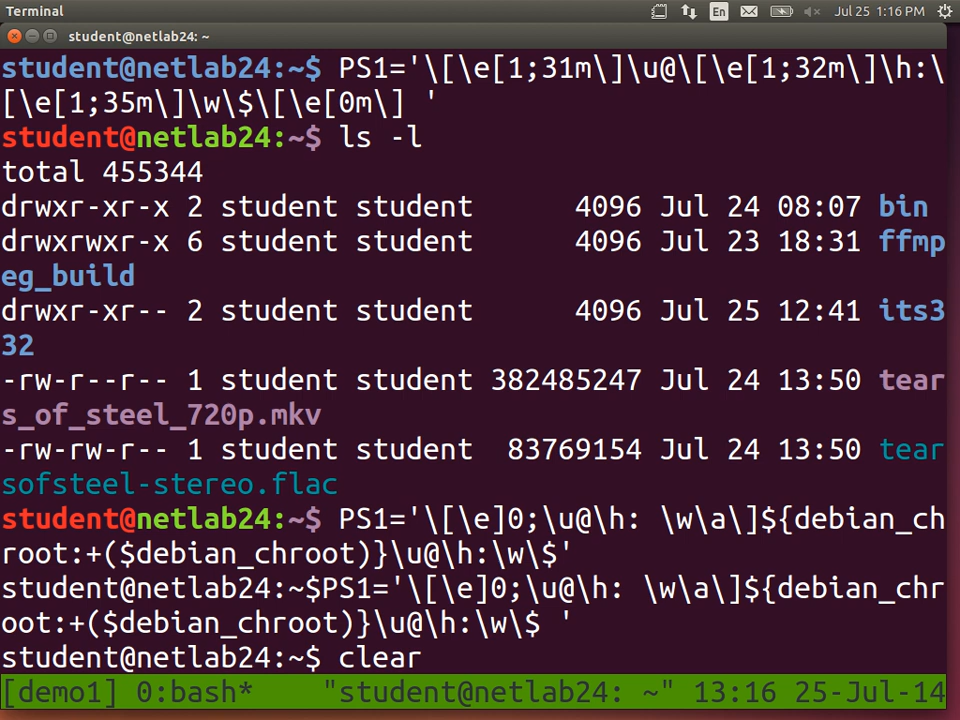 Terminal En Jul 25 1:16 PM
student@netlab24: ~
student@netlab24:~$ PS1='\[\e[1;31m\]\u@\[\e[1;32m\]\h:\
[\e[1;35m\]\w\$\[\e[0m\] '
student@netlab24:~$ ls -l
total 455344
drwxr-xr-x 2 student student      4096 Jul 24 08:07 bin
drwxrwxr-x 6 student student      4096 Jul 23 18:31 ffmp
eg_build
drwxr-xr-- 2 student student      4096 Jul 25 12:41 its3
32
-rw-r--r-- 1 student student 382485247 Jul 24 13:50 tear
s_of_steel_720p.mkv
-rw-rw-r-- 1 student student  83769154 Jul 24 13:50 tear
sofsteel-stereo.flac
student@netlab24:~$ PS1='\[\e]0;\u@\h: \w\a\]${debian_ch
root:+($debian_chroot)}\u@\h:\w\$'
student@netlab24:~$PS1='\[\e]0;\u@\h: \w\a\]${debian_chr
oot:+($debian_chroot)}\u@\h:\w\$ '
student@netlab24:~$ clear
[demo1] 0:bash*    "student@netlab24: ~" 13:16 25-Jul-14